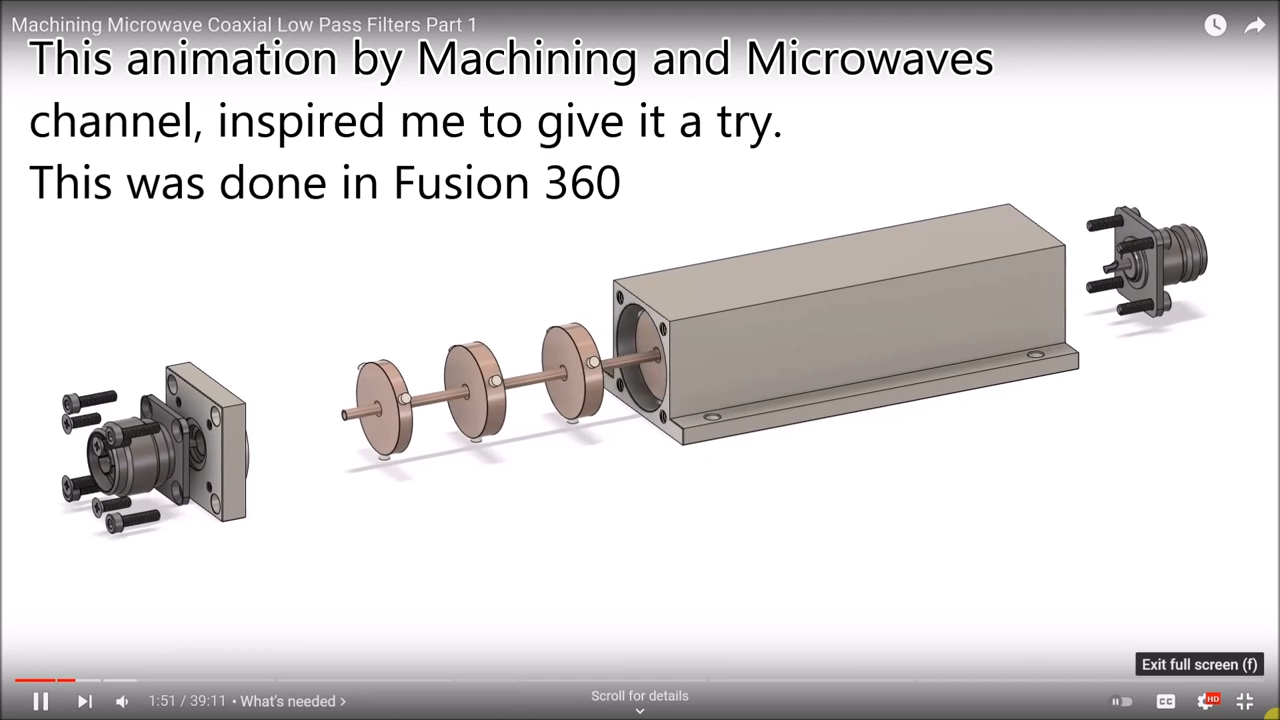 Machining Microwave Coaxial Low Pass Filters Part 1
This animation by Machining and Microwaves
channel, inspired me to give it a try.
This was done in Fusion 360
Exit full screen (f)
1:51 / 39:11 • What's needed >
Scroll for details
CC
HD